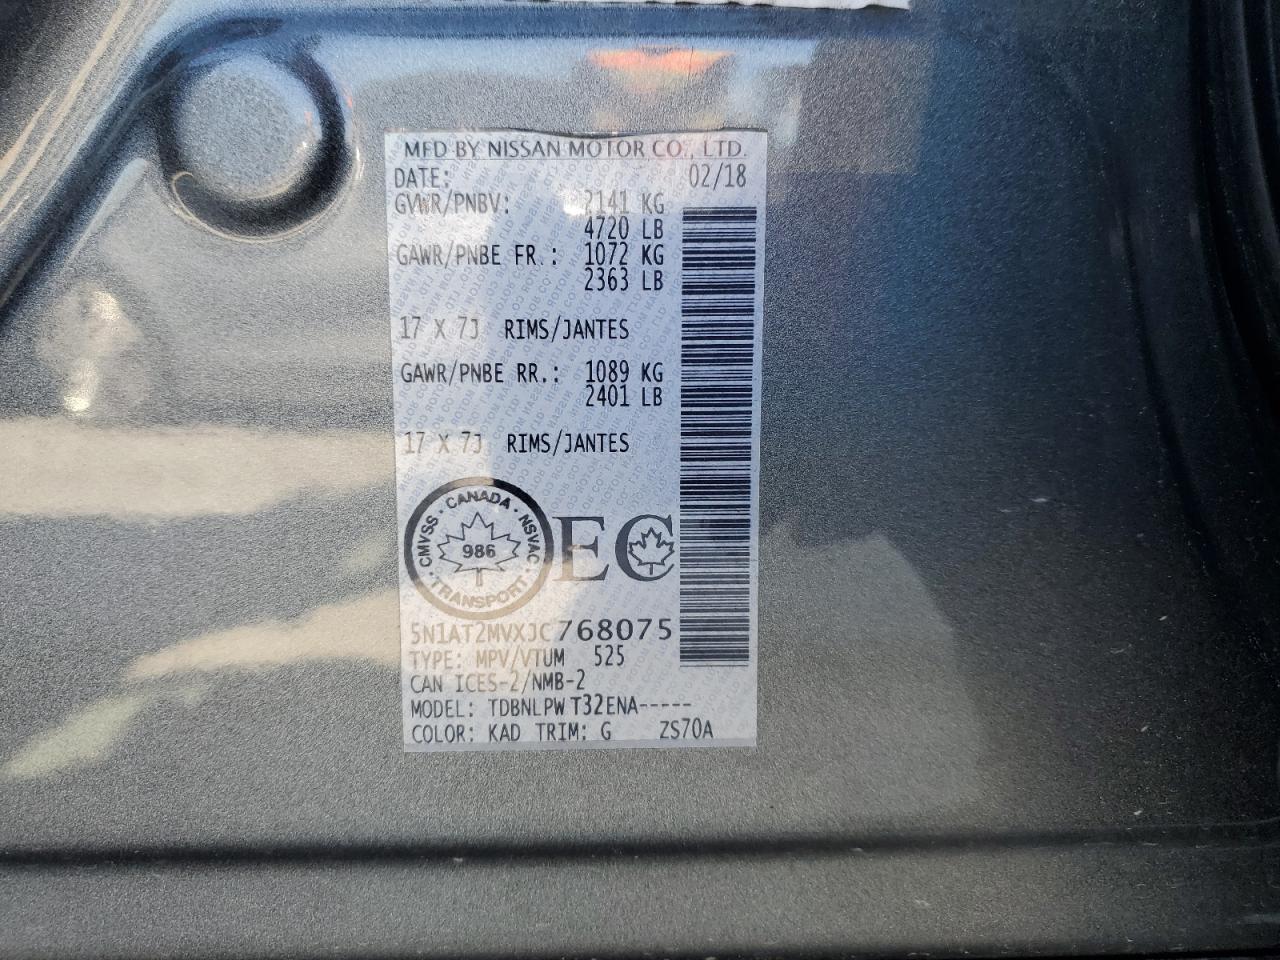 MFD BY NISSAN MOTOR CO., LTD.
DATE: 02/18
GVWR/PNBV: 2141 KG
4720 LB
GAWR/PNBE FR.: 1072 KG
2363 LB
17 X 7J RIMS/JANTES
GAWR/PNBE RR.: 1089 KG
2401 LB
17 X 7J RIMS/JANTES
CMVSS · CANADA · NSVAC · TRANSPORT ·
986
EC
5N1AT2MVXJC768075
TYPE: MPV/VTUM 525
CAN ICES-2/NMB-2
MODEL: TDBNLPW T32ENA-----
COLOR: KAD TRIM: G ZS70A